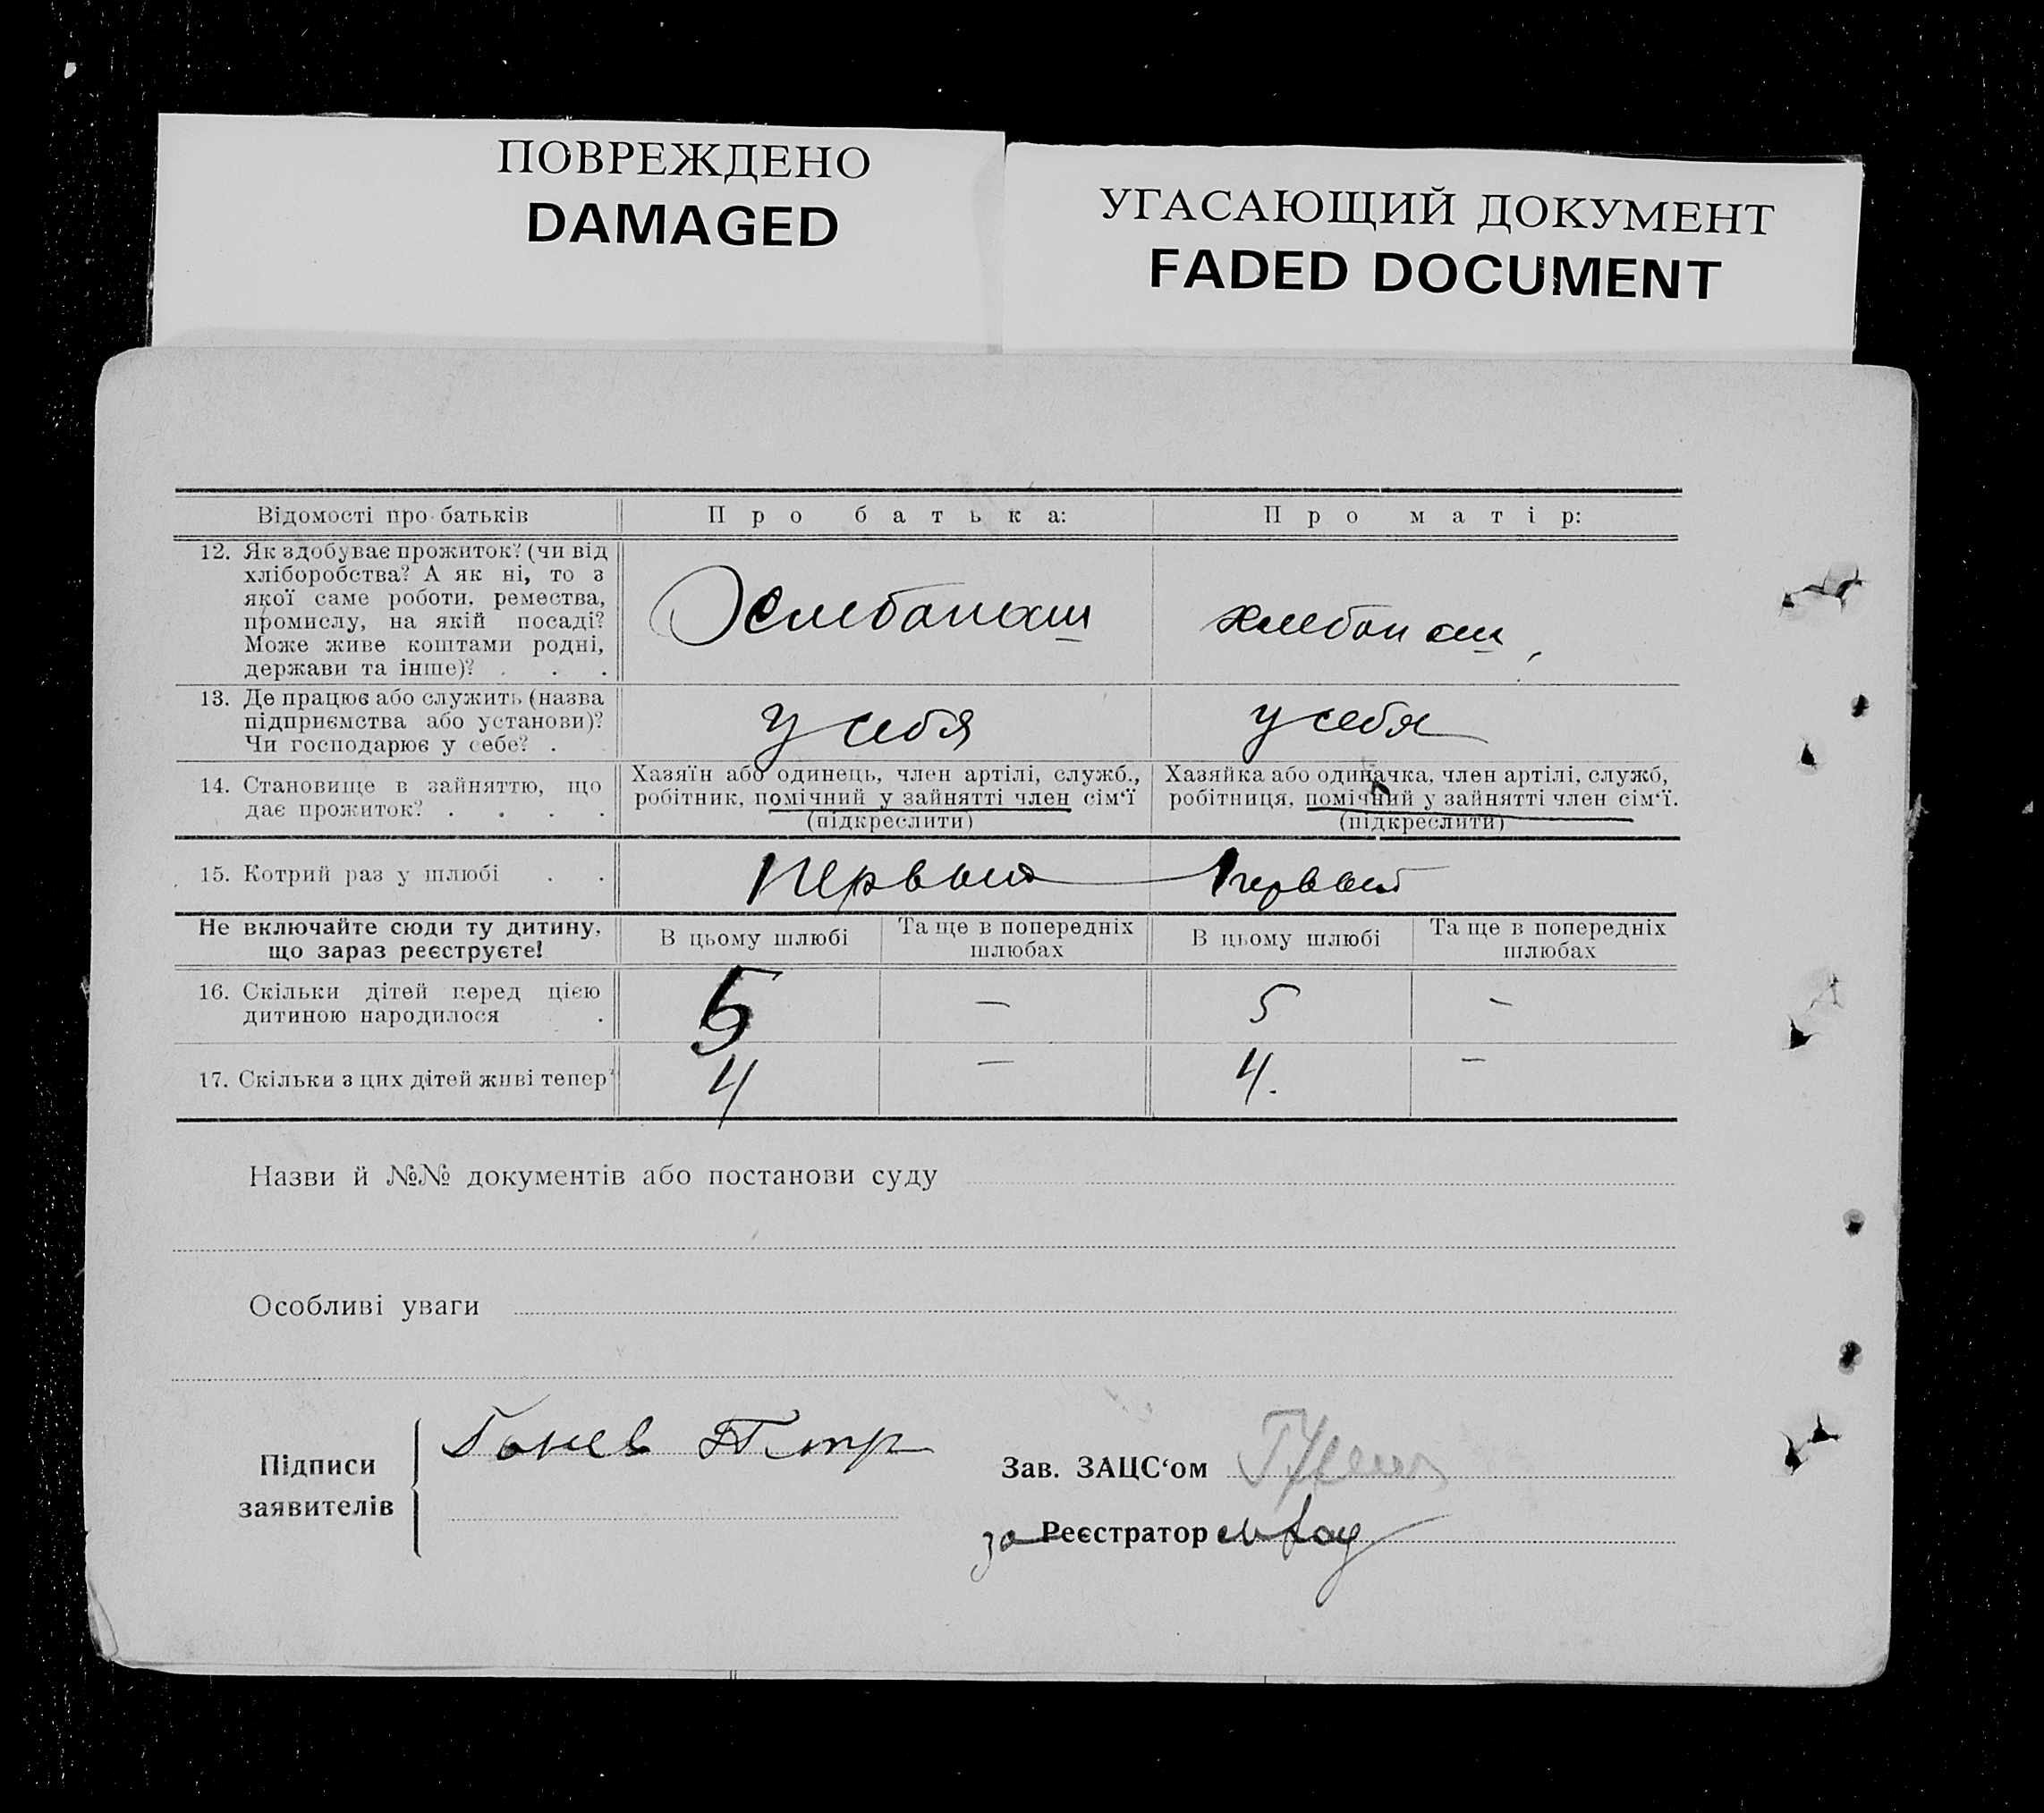 ПОВРЕЖДЕНО
DAMAGED
УГАСАЮЩИЙ ДОКУМЕНТ
FADED DOCUMENT
Відомості про батьків
Про батька:
Про матір:
12. Як здобуває прожиток? (чи від
хліборобства? А як ні, то з
якої саме роботи, ремества,
промислу, на якій посаді?
Може живе коштами родні,
держави та інше)? . . .
Хлебопаш
хлебопаш
13. Де працює або служить (назва
підприємства або установи)?
Чи господарює у себе? .
у себя
у себя
14. Становище в зайняттю, що
дає прожиток? . . . .
Хазяїн або одинець, член артілі, служб.,
робітник, помічний у зайнятті член сім‘ї
(підкреслити)
Хазяйка або одиначка, член артілі, служб,
робітниця, помічний у зайнятті член сім‘ї.
(підкреслити)
15. Котрий раз у шлюбі . .
первый
первый
Не включайте сюди ту дитину,
що зараз реєструєте!
В цьому шлюбі
Та ще в попередніх
шлюбах
В цьому шлюбі
Та ще в попередніх
шлюбах
16. Скільки дітей перед цією
дитиною народилося .
5
—
5
—
17. Скільки з цих дітей живі тепер?
4
—
4.
—
Назви й №№ документів або постанови суду
Особливі уваги
Підписи
заявителів
Ганев Петр
Зав. ЗАЦС‘ом
за Реєстратор